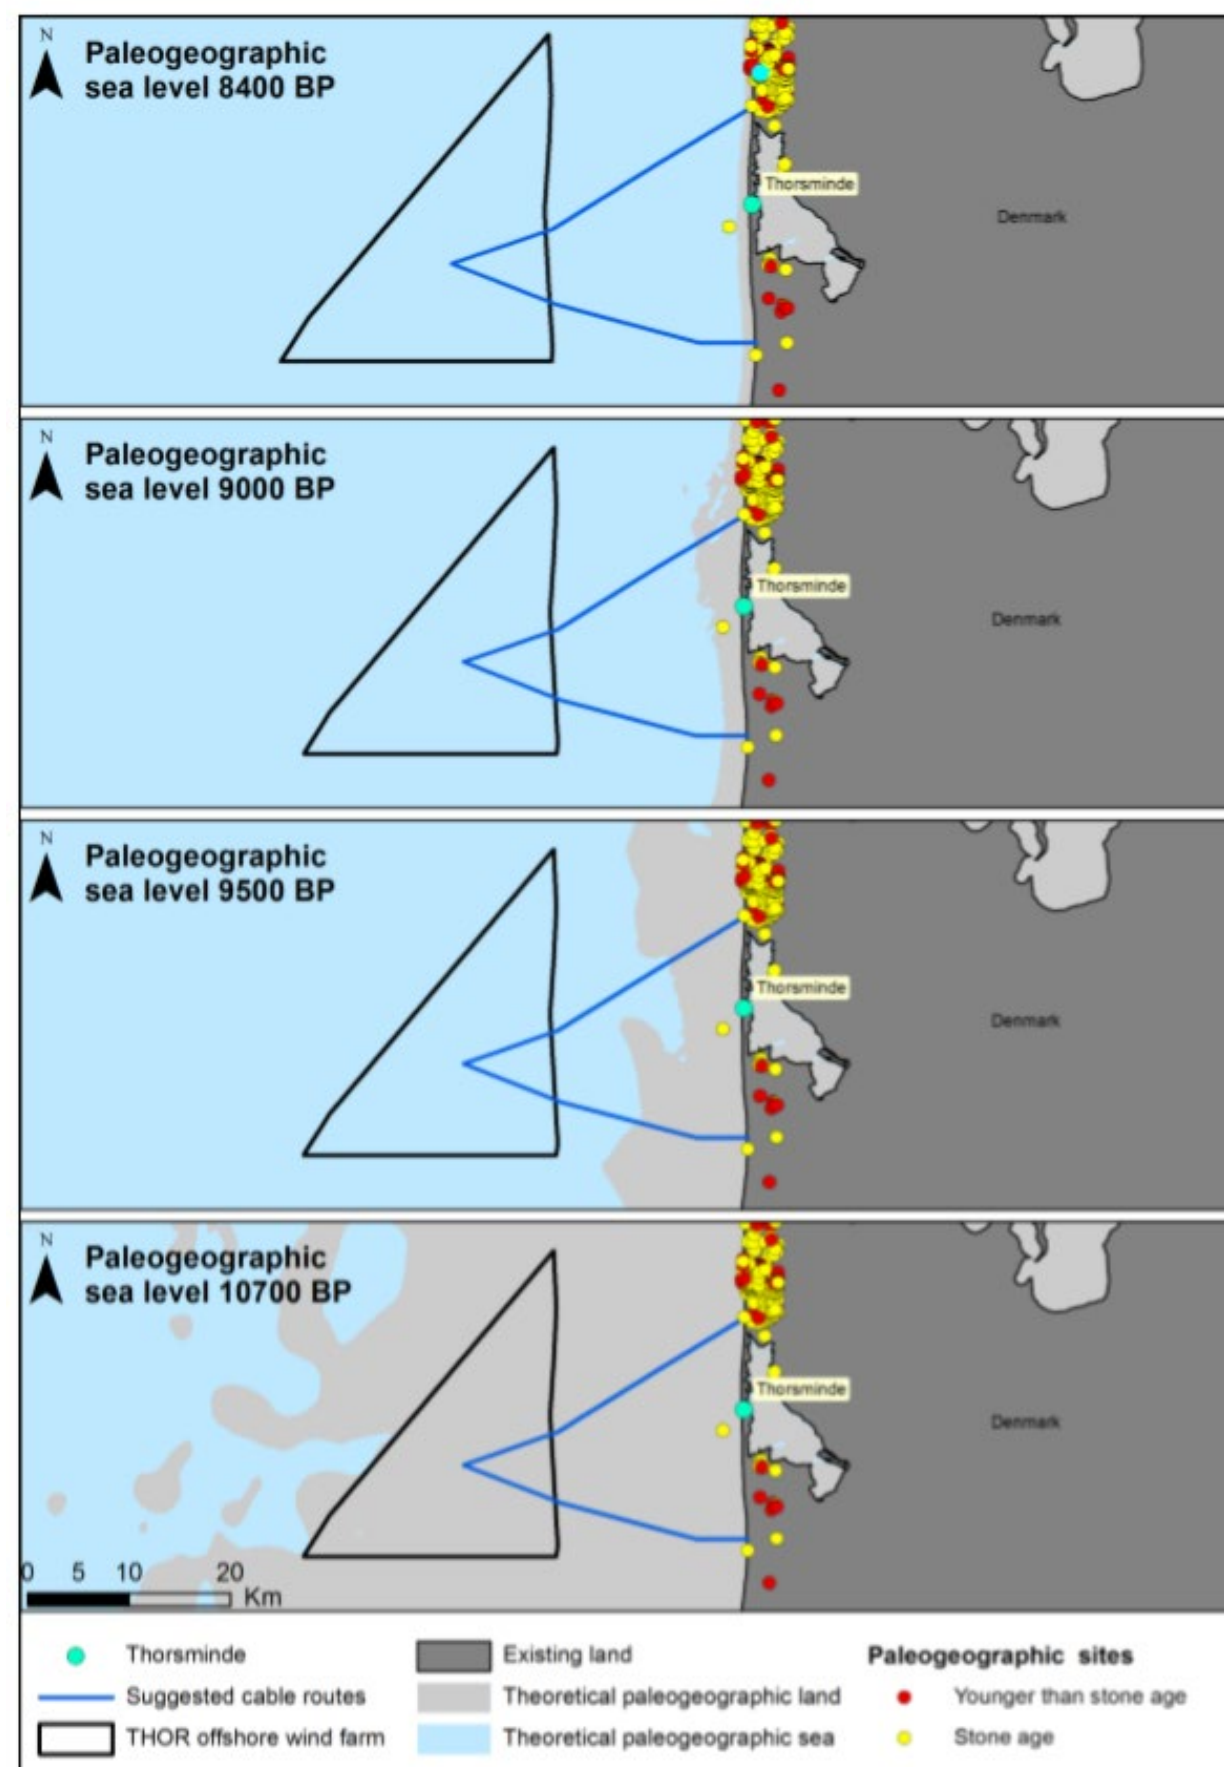 N
Paleogeographic
sea level 8400 BP
Thorsminde
Denmark
N
Paleogeographic
sea level 9000 BP
Thorsminde
Denmark
N
Paleogeographic
sea level 9500 BP
Thorsminde
Denmark
N
Paleogeographic
sea level 10700 BP
Thorsminde
Denmark
0 5 10 20
Km
Thorsminde
Suggested cable routes
THOR offshore wind farm
Existing land
Theoretical paleogeographic land
Theoretical paleogeographic sea
Paleogeographic sites
Younger than stone age
Stone age